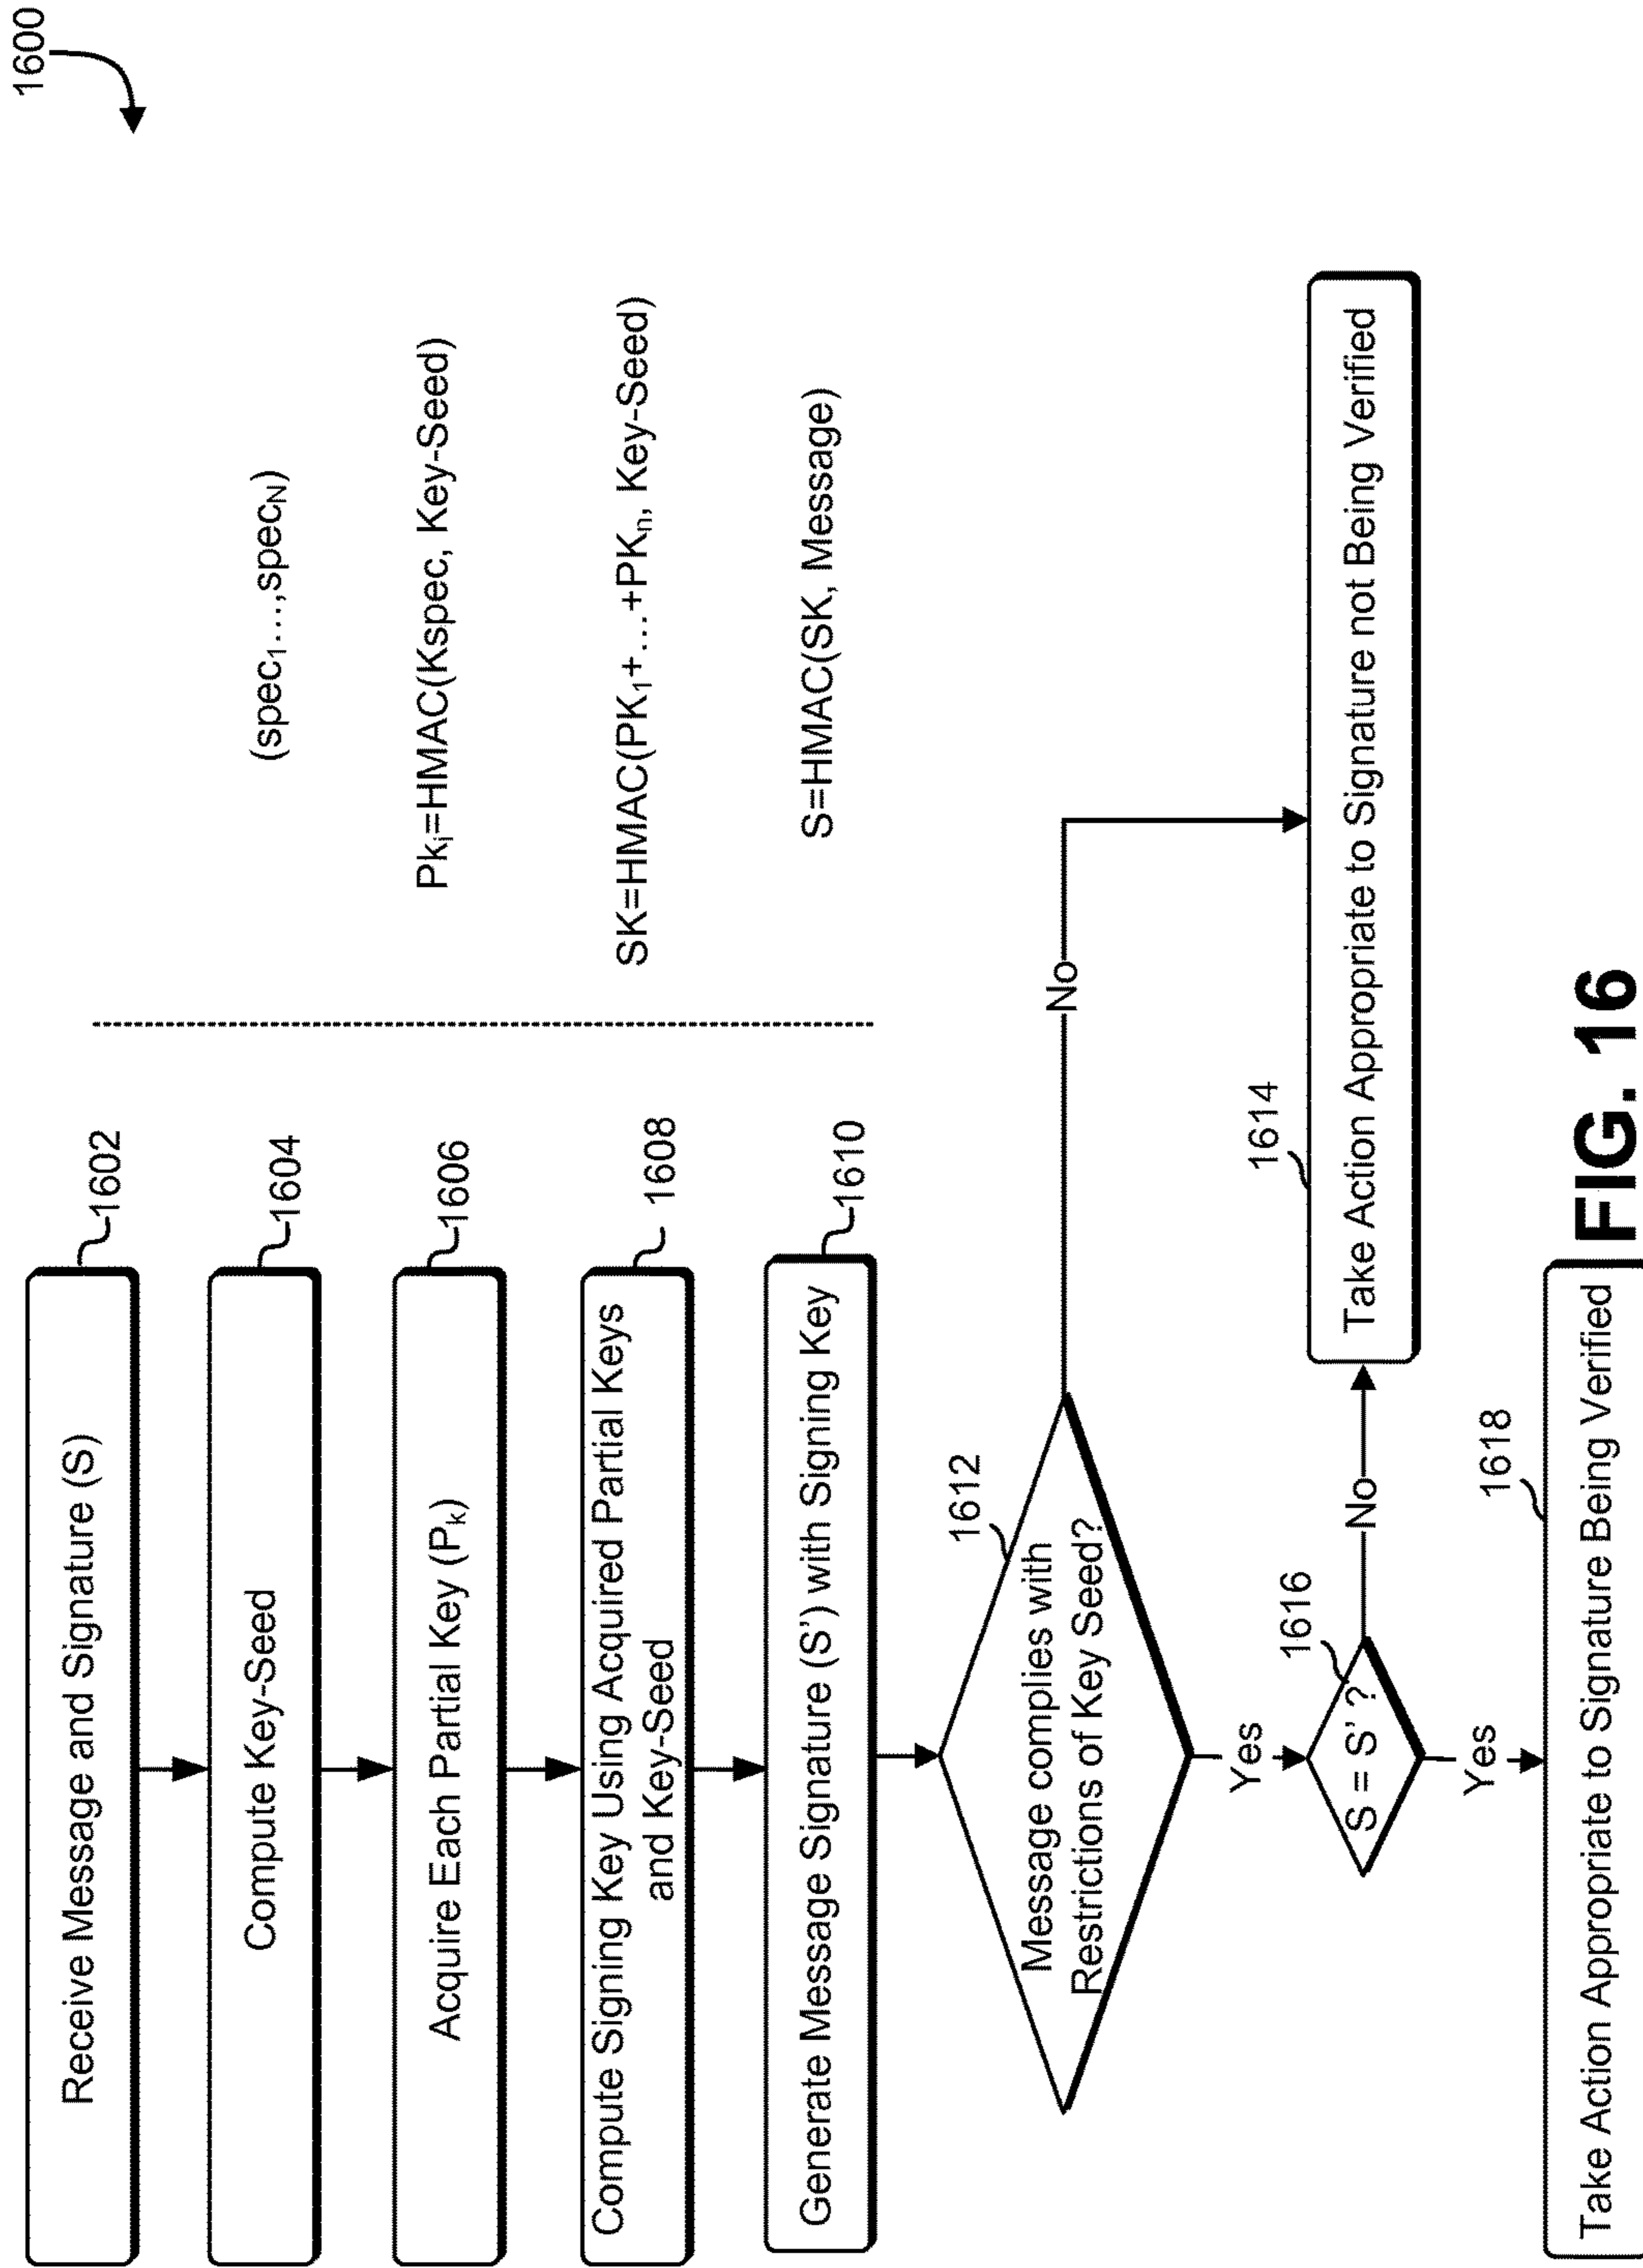 1600
Receive Message and Signature (S)
1602
Compute Key-Seed
1604
(spec₁…,spec_N)
Acquire Each Partial Key (Pₖ)
1606
Pkᵢ=HMAC(Kspec, Key-Seed)
Compute Signing Key Using Acquired Partial Keys
and Key-Seed
1608
SK=HMAC(PK₁+…+PKₙ, Key-Seed)
Generate Message Signature (S’) with Signing Key
1610
S=HMAC(SK, Message)
1612
Message complies with
Restrictions of Key Seed?
No
Yes
1614
Take Action Appropriate to Signature not Being Verified
1616
S = S’ ?
No
Yes
1618
Take Action Appropriate to Signature Being Verified
FIG. 16